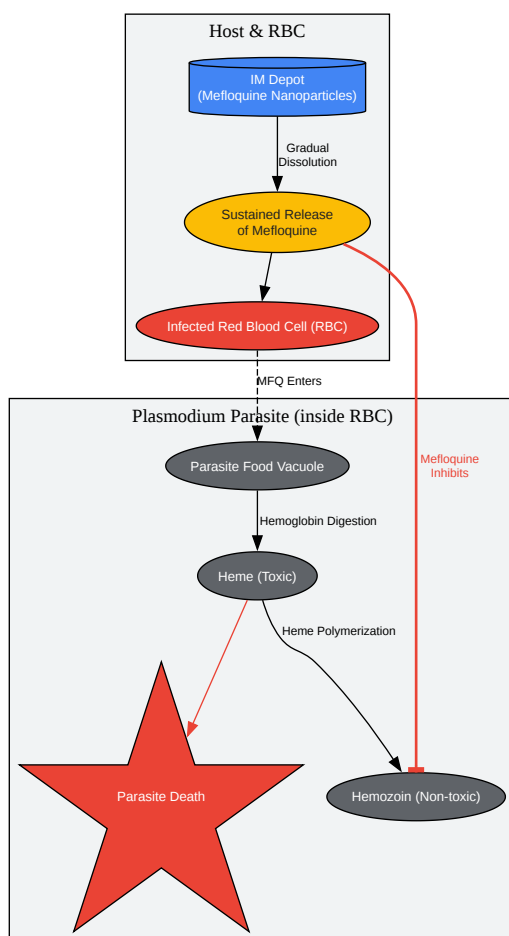 Host & RBC
IM Depot
(Mefloquine Nanoparticles)
Gradual
Dissolution
Sustained Release
of Mefloquine
Infected Red Blood Cell (RBC)
MFQ Enters
Plasmodium Parasite (inside RBC)
Mefloquine
Inhibits
Parasite Food Vacuole
Hemoglobin Digestion
Heme (Toxic)
Heme Polymerization
Parasite Death
Hemozoin (Non-toxic)